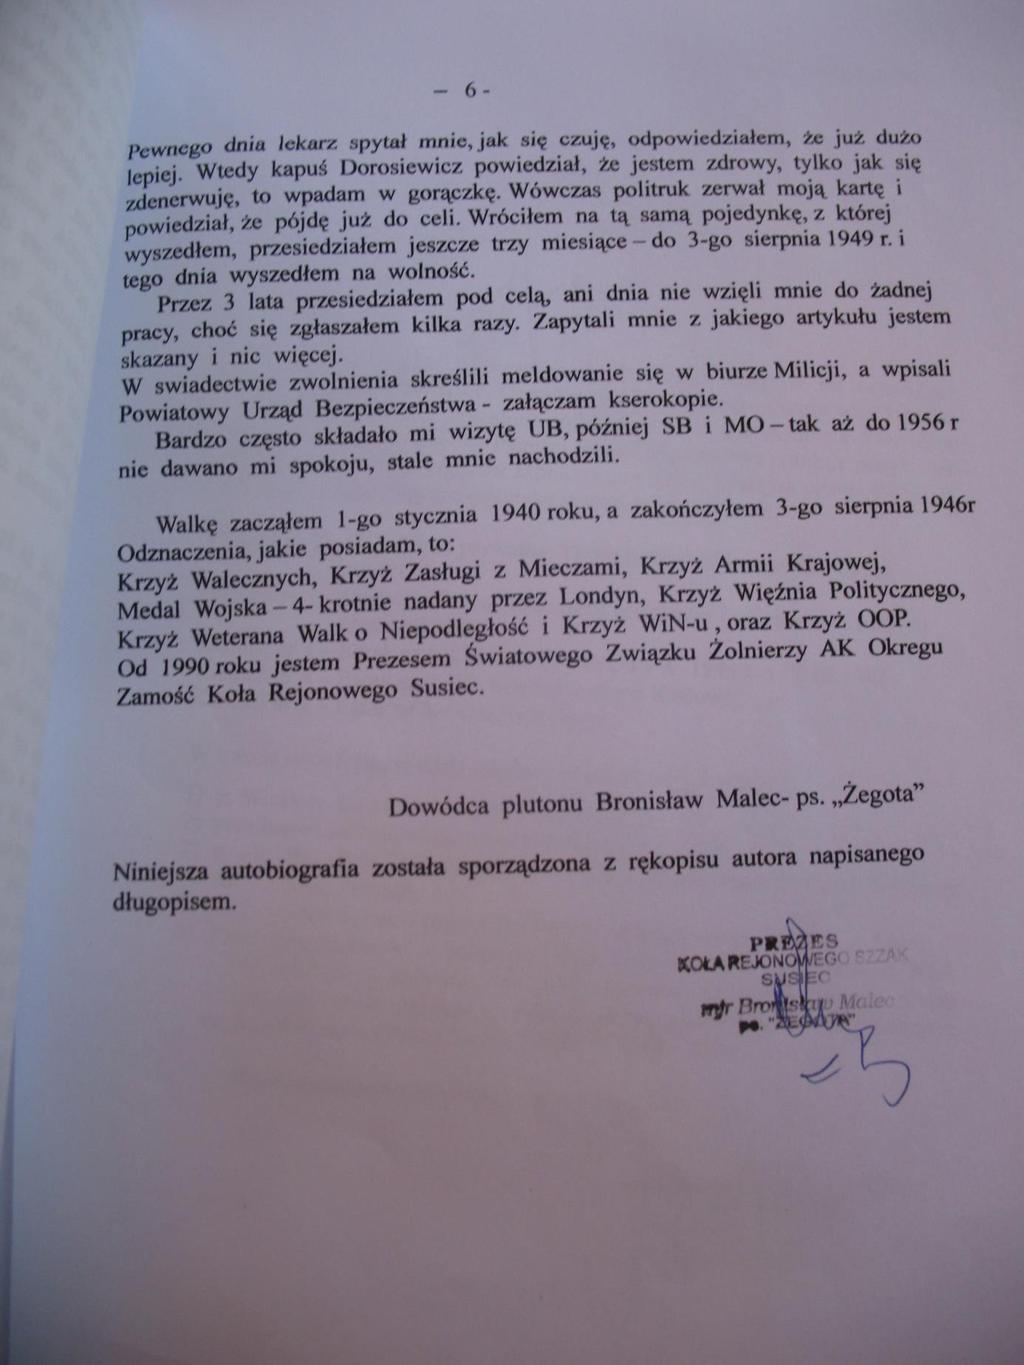 - 6 -
Pewnego dnia lekarz spytał mnie, jak się czuję, odpowiedziałem, że już dużo
lepiej. Wtedy kapuś Dorosiewicz powiedział, że jestem zdrowy, tylko jak się
zdenerwuję, to wpadam w gorączkę. Wówczas politruk zerwał moją kartę i
powiedział, że pójdę już do celi. Wróciłem na tą samą pojedynkę, z której
wyszedłem, przesiedziałem jeszcze trzy miesiące – do 3-go sierpnia 1949 r. i
tego dnia wyszedłem na wolność.
Przez 3 lata przesiedziałem pod celą, ani dnia nie wzięli mnie do żadnej
pracy, choć się zgłaszałem kilka razy. Zapytali mnie z jakiego artykułu jestem
skazany i nic więcej.
W swiadectwie zwolnienia skreślili meldowanie się w biurze Milicji, a wpisali
Powiatowy Urząd Bezpieczeństwa - załączam kserokopie.
Bardzo często składało mi wizytę UB, później SB i MO – tak aż do 1956 r
nie dawano mi spokoju, stale mnie nachodzili.
Walkę zacząłem 1-go stycznia 1940 roku, a zakończyłem 3-go sierpnia 1946r
Odznaczenia, jakie posiadam, to:
Krzyż Walecznych, Krzyż Zasługi z Mieczami, Krzyż Armii Krajowej,
Medal Wojska – 4- krotnie nadany przez Londyn, Krzyż Więźnia Politycznego,
Krzyż Weterana Walk o Niepodległość i Krzyż WiN-u , oraz Krzyż OOP.
Od 1990 roku jestem Prezesem Światowego Związku Żolnierzy AK Okregu
Zamość Koła Rejonowego Susiec.
Dowódca plutonu Bronisław Malec- ps. „Żegota”
Niniejsza autobiografia została sporządzona z rękopisu autora napisanego
długopisem.
PREZES
KOŁA REJONOWEGO SZZAK
SUSIEC
mjr Bronisław Malec
ps. "ŻEGOTA"